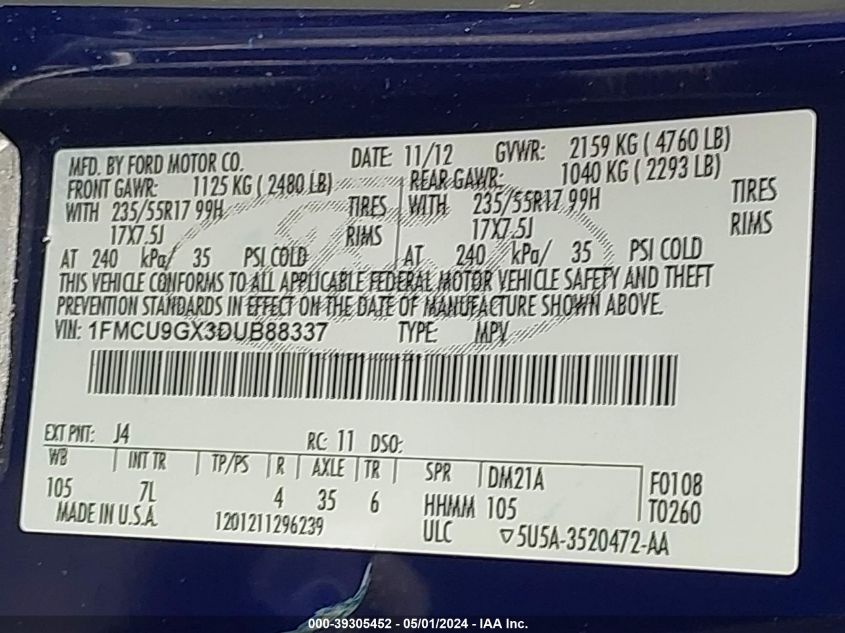 MFD. BY FORD MOTOR CO. DATE: 11/12 GVWR: 2159 KG ( 4760 LB)
FRONT GAWR: 1125 KG ( 2480 LB) REAR GAWR: 1040 KG ( 2293 LB)
WITH 235/55R17 99H TIRES WITH 235/55R17 99H TIRES
17X7.5J RIMS 17X7.5J RIMS
AT 240 kPa/ 35 PSI COLD AT 240 kPa/ 35 PSI COLD
THIS VEHICLE CONFORMS TO ALL APPLICABLE FEDERAL MOTOR VEHICLE SAFETY AND THEFT
PREVENTION STANDARDS IN EFFECT ON THE DATE OF MANUFACTURE SHOWN ABOVE.
VIN: 1FMCU9GX3DUB88337 TYPE: MPV
EXT PNT: J4 RC: 11 DSO:
WB INT TR TP/PS R AXLE TR SPR DM21A F0108
105 7L 4 35 6 HHMM 105 T0260
MADE IN U.S.A. 1201211296239 ULC ▽5U5A-3520472-AA
000-39305452 - 05/01/2024 - IAA Inc.